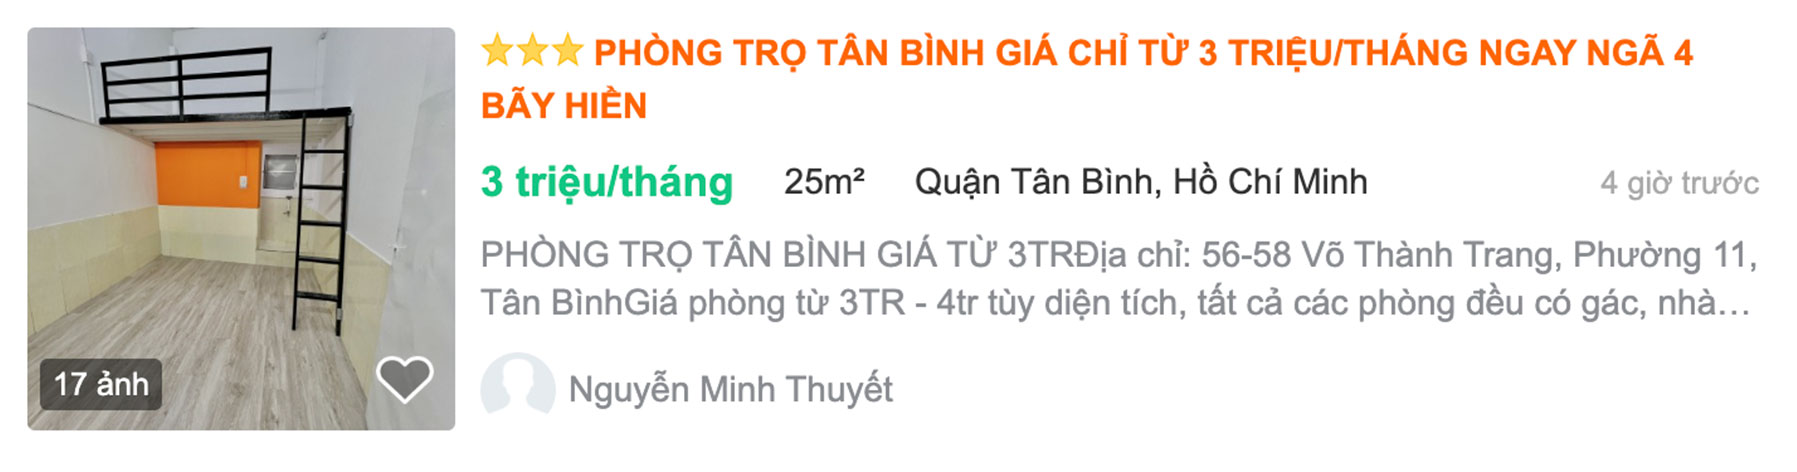 PHÒNG TRỌ TÂN BÌNH GIÁ CHỈ TỪ 3 TRIỆU/THÁNG NGAY NGÃ 4
BÃY HIỀN
3 triệu/tháng 25m² Quận Tân Bình, Hồ Chí Minh 4 giờ trước
PHÒNG TRỌ TÂN BÌNH GIÁ TỪ 3TRĐịa chỉ: 56-58 Võ Thành Trang, Phường 11,
Tân BìnhGiá phòng từ 3TR - 4tr tùy diện tích, tất cả các phòng đều có gác, nhà...
17 ảnh
Nguyễn Minh Thuyết